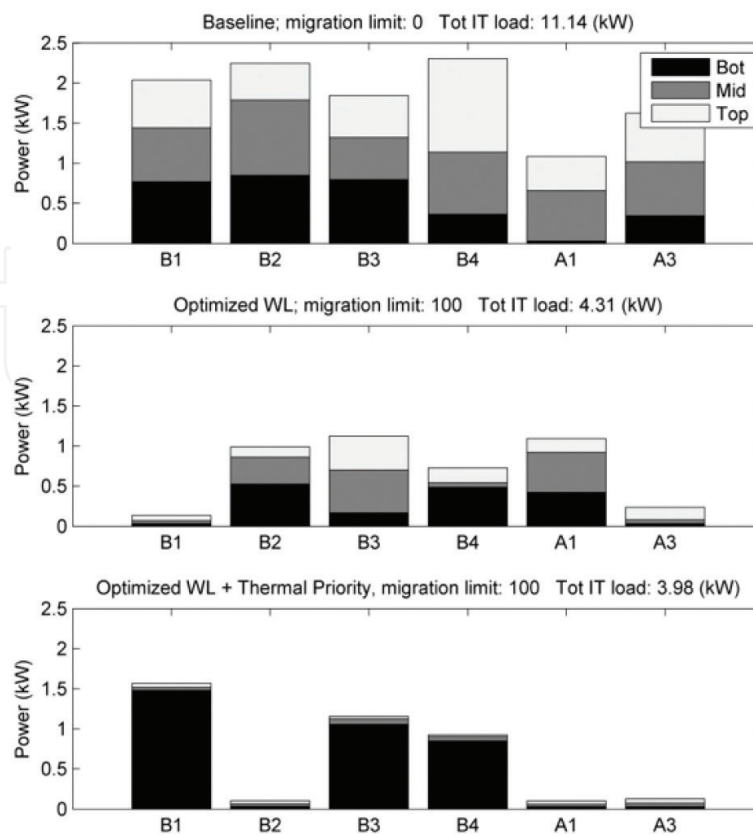 Baseline; migration limit: 0 Tot IT load: 11.14 (kW)
Power (kW)
2.5
2
1.5
1
0.5
0
Bot
Mid
Top
B1 B2 B3 B4 A1 A3
Optimized WL; migration limit: 100 Tot IT load: 4.31 (kW)
Power (kW)
2.5
2
1.5
1
0.5
0
B1 B2 B3 B4 A1 A3
Optimized WL + Thermal Priority, migration limit: 100 Tot IT load: 3.98 (kW)
Power (kW)
2.5
2
1.5
1
0.5
0
B1 B2 B3 B4 A1 A3